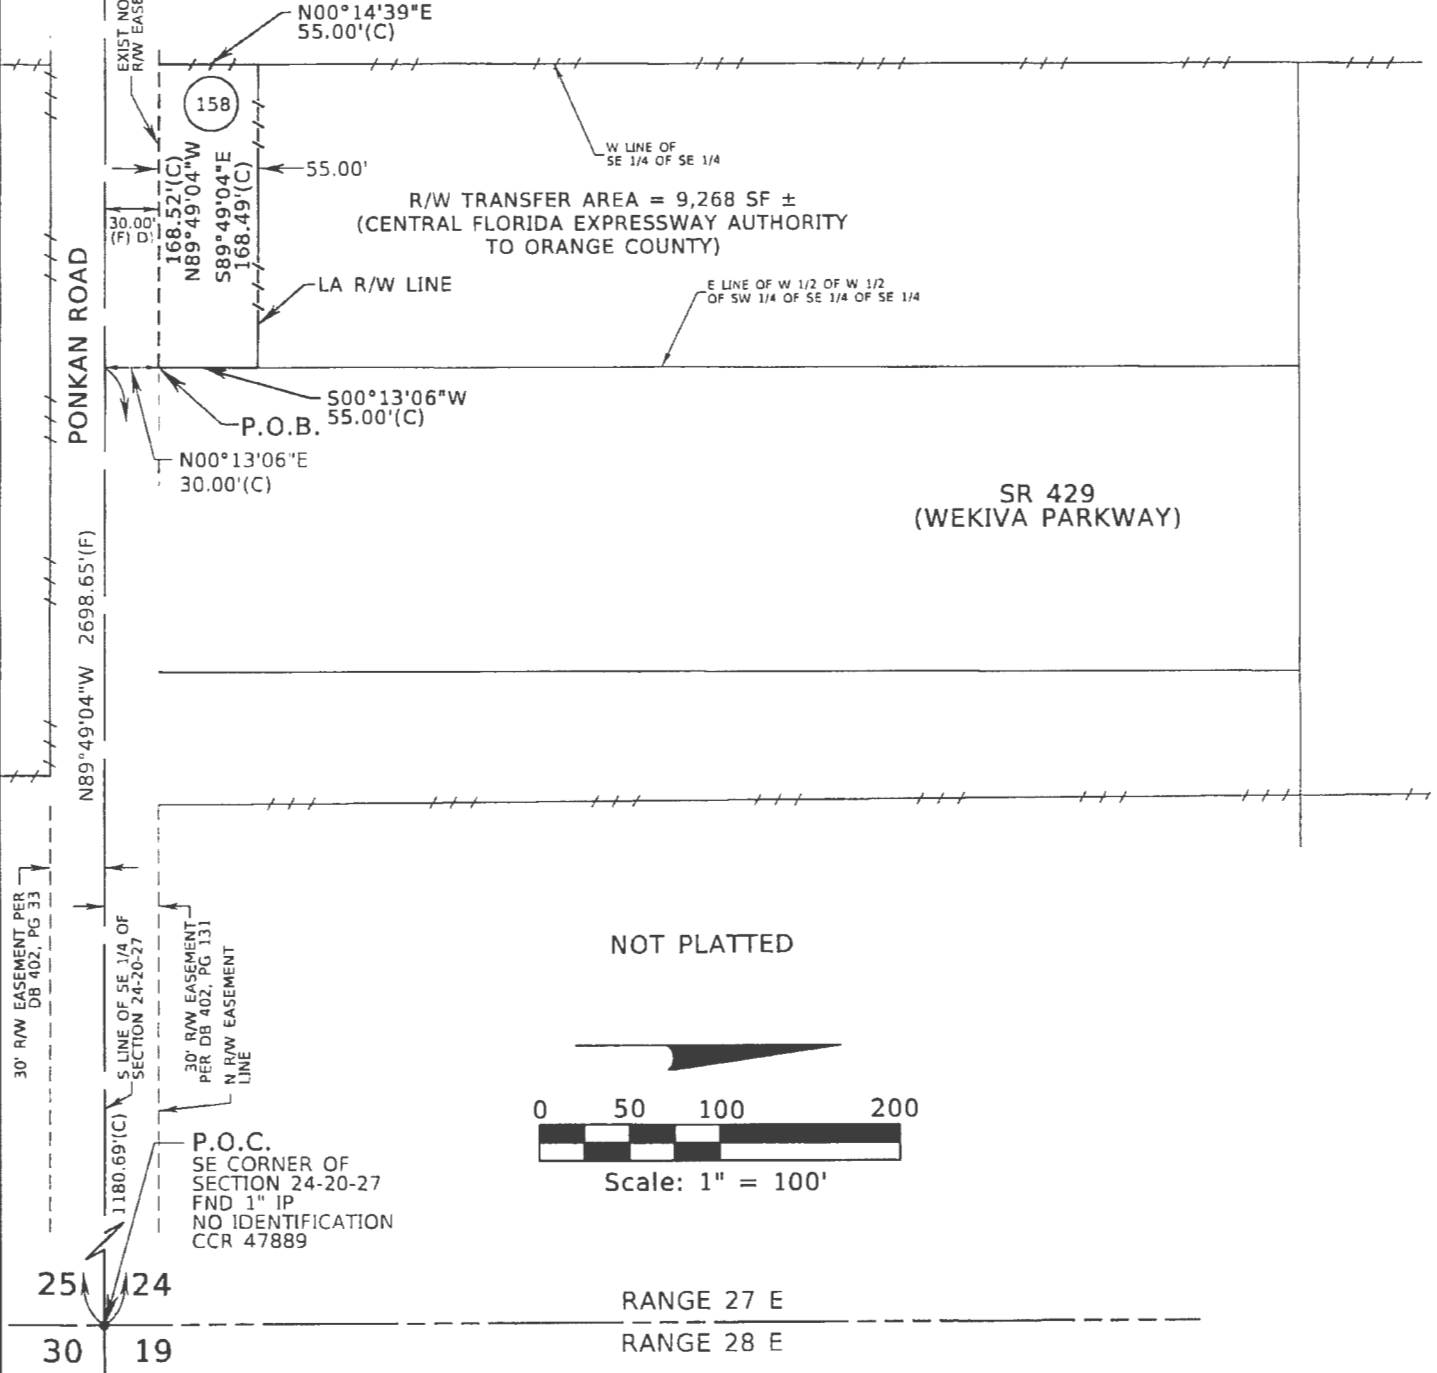 N00°14'39"E
55.00'(C)
EXIST NO
R/W EASE
158
W LINE OF
SE 1/4 OF SE 1/4
168.52'(C)
N89°49'04"W
S89°49'04"E
168.49'(C)
55.00'
30.00'
(F) D
R/W TRANSFER AREA = 9,268 SF ±
(CENTRAL FLORIDA EXPRESSWAY AUTHORITY
TO ORANGE COUNTY)
LA R/W LINE
E LINE OF W 1/2 OF W 1/2
OF SW 1/4 OF SE 1/4 OF SE 1/4
PONKAN ROAD
S00°13'06"W
55.00'(C)
P.O.B.
N00°13'06"E
30.00'(C)
SR 429
(WEKIVA PARKWAY)
N89°49'04"W 2698.65'(F)
30' R/W EASEMENT PER
DB 402, PG 33
S LINE OF SE 1/4 OF
SECTION 24-20-27
30' R/W EASEMENT
PER DB 402, PG 131
N R/W EASEMENT
LINE
NOT PLATTED
0 50 100 200
Scale: 1" = 100'
1180.69'(C)
P.O.C.
SE CORNER OF
SECTION 24-20-27
FND 1" IP
NO IDENTIFICATION
CCR 47889
25 24
30 19
RANGE 27 E
RANGE 28 E